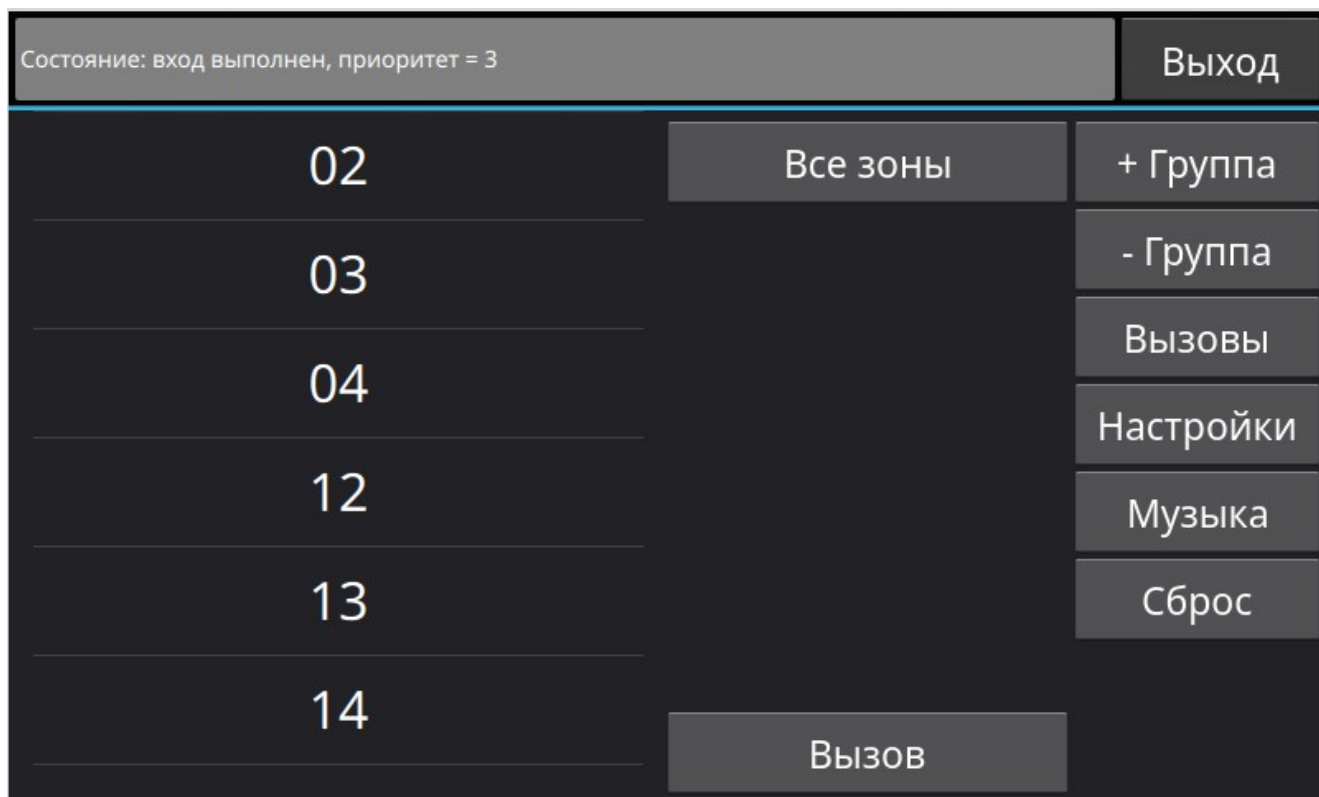 Состояние: вход выполнен, приоритет = 3
Выход
02
03
04
12
13
14
Все зоны
Вызов
+ Группа
- Группа
Вызовы
Настройки
Музыка
Сброс